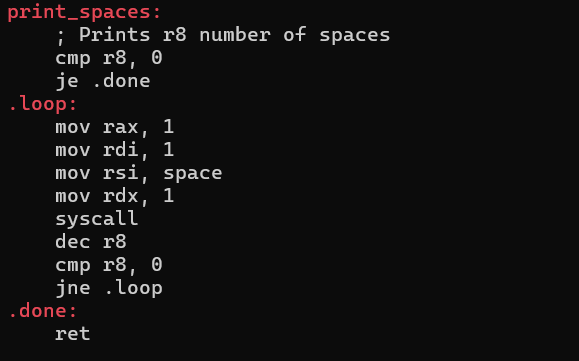 print_spaces:
    ; Prints r8 number of spaces
    cmp r8, 0
    je .done
.loop:
    mov rax, 1
    mov rdi, 1
    mov rsi, space
    mov rdx, 1
    syscall
    dec r8
    cmp r8, 0
    jne .loop
.done:
    ret